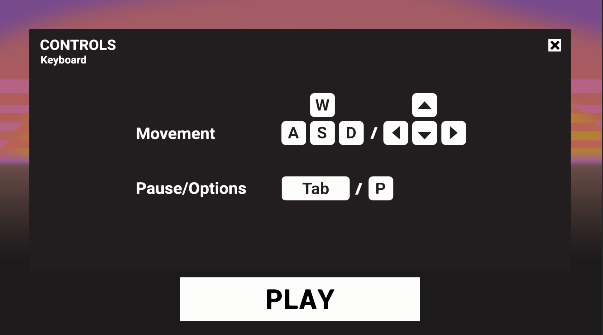 CONTROLS
Keyboard
W
Movement A S D /
Pause/Options Tab / P
PLAY